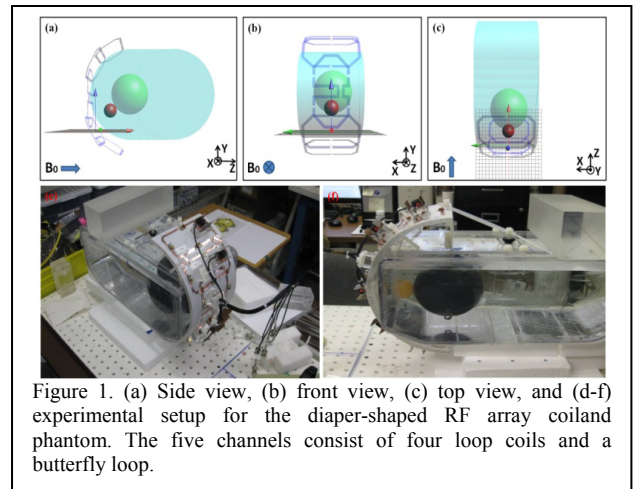 (a)
(b)
(c)
Y
X
Z
B0
Y
X
Z
B0
Z
X
Y
B0
(f)
Figure 1. (a) Side view, (b) front view, (c) top view, and (d-f)
experimental setup for the diaper-shaped RF array coiland
phantom. The five channels consist of four loop coils and a
butterfly loop.